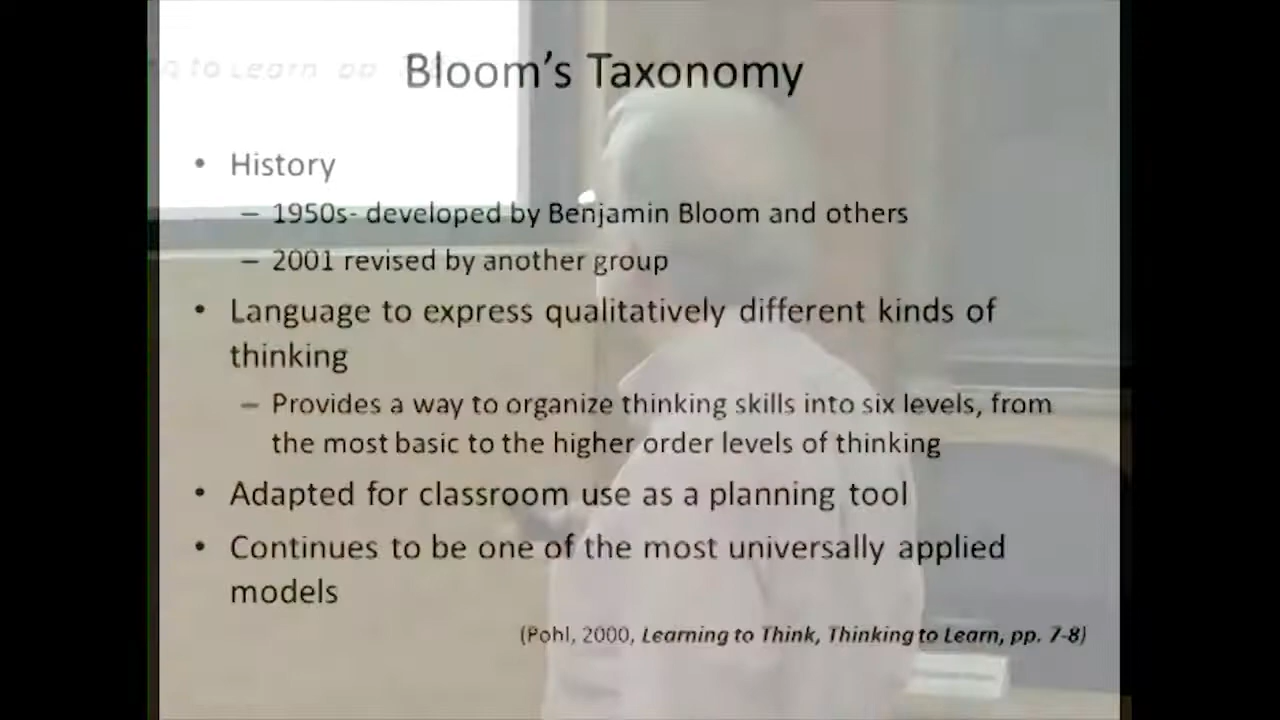 Bloom's Taxonomy
to Learn pp
• History
– 1950s- developed by Benjamin Bloom and others
– 2001 revised by another group
• Language to express qualitatively different kinds of
thinking
– Provides a way to organize thinking skills into six levels, from
the most basic to the higher order levels of thinking
• Adapted for classroom use as a planning tool
• Continues to be one of the most universally applied
models
(Pohl, 2000, Learning to Think, Thinking to Learn, pp. 7-8)